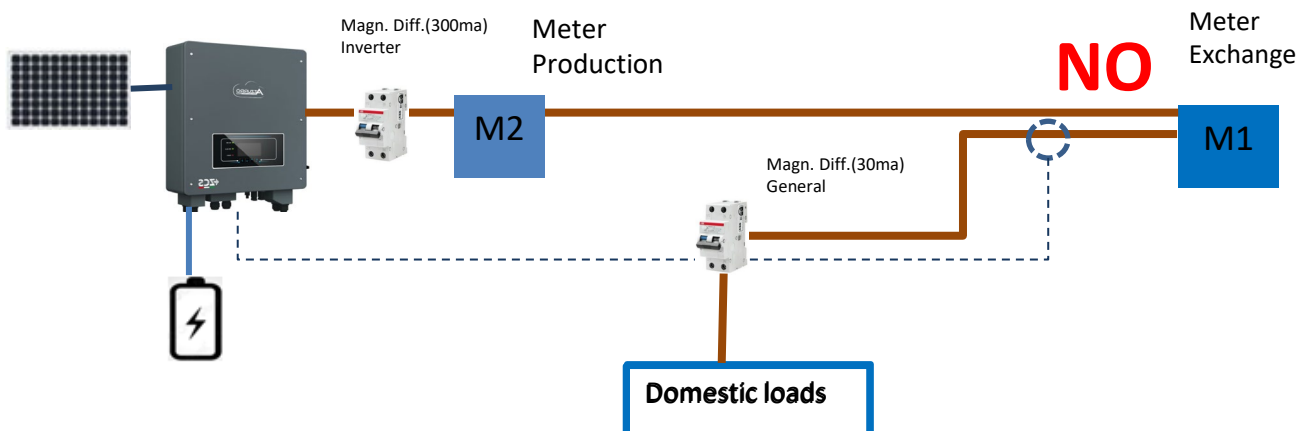 Magn. Diff.(300ma)
Inverter
Meter
Production
NO
Meter
Exchange
M2
M1
Magn. Diff.(30ma)
General
Domestic loads